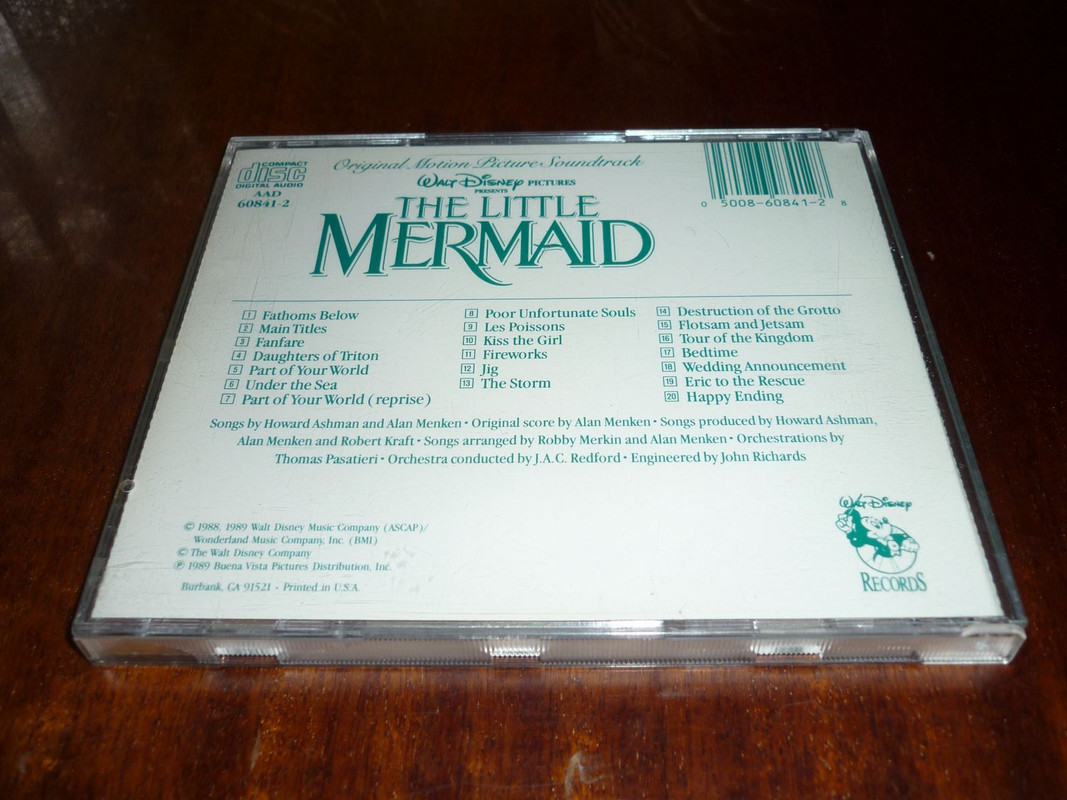 COMPACT
disc
DIGITAL AUDIO
AAD
60841-2
Original Motion Picture Soundtrack
WALT DISNEY PICTURES
PRESENTS
THE LITTLE
MERMAID
0 5008-60841-2 8
1 Fathoms Below
2 Main Titles
3 Fanfare
4 Daughters of Triton
5 Part of Your World
6 Under the Sea
7 Part of Your World (reprise)
8 Poor Unfortunate Souls
9 Les Poissons
10 Kiss the Girl
11 Fireworks
12 Jig
13 The Storm
14 Destruction of the Grotto
15 Flotsam and Jetsam
16 Tour of the Kingdom
17 Bedtime
18 Wedding Announcement
19 Eric to the Rescue
20 Happy Ending
Songs by Howard Ashman and Alan Menken • Original score by Alan Menken • Songs produced by Howard Ashman,
Alan Menken and Robert Kraft • Songs arranged by Robby Merkin and Alan Menken • Orchestrations by
Thomas Pasatieri • Orchestra conducted by J.A.C. Redford • Engineered by John Richards
© 1988, 1989 Walt Disney Music Company (ASCAP)/
Wonderland Music Company, Inc. (BMI)
© The Walt Disney Company
℗ 1989 Buena Vista Pictures Distribution, Inc.
Burbank, CA 91521 • Printed in U.S.A.
WALT DISNEY
RECORDS